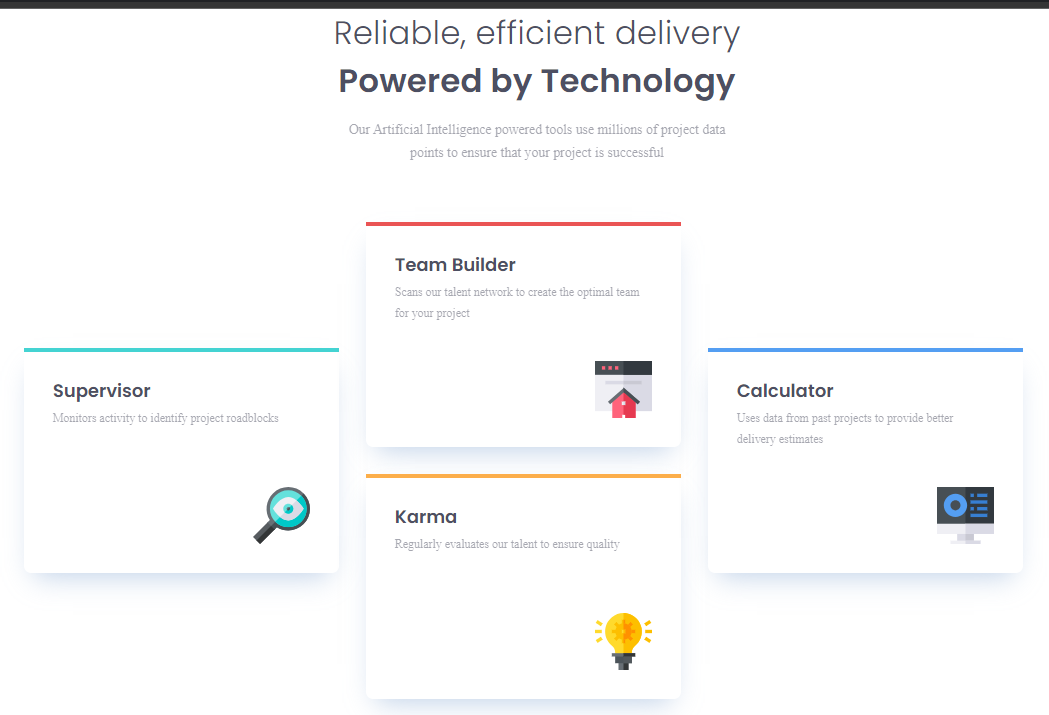 Reliable, efficient delivery
Powered by Technology
Our Artificial Intelligence powered tools use millions of project data
points to ensure that your project is successful
Supervisor
Monitors activity to identify project roadblocks
Team Builder
Scans our talent network to create the optimal team
for your project
Karma
Regularly evaluates our talent to ensure quality
Calculator
Uses data from past projects to provide better
delivery estimates